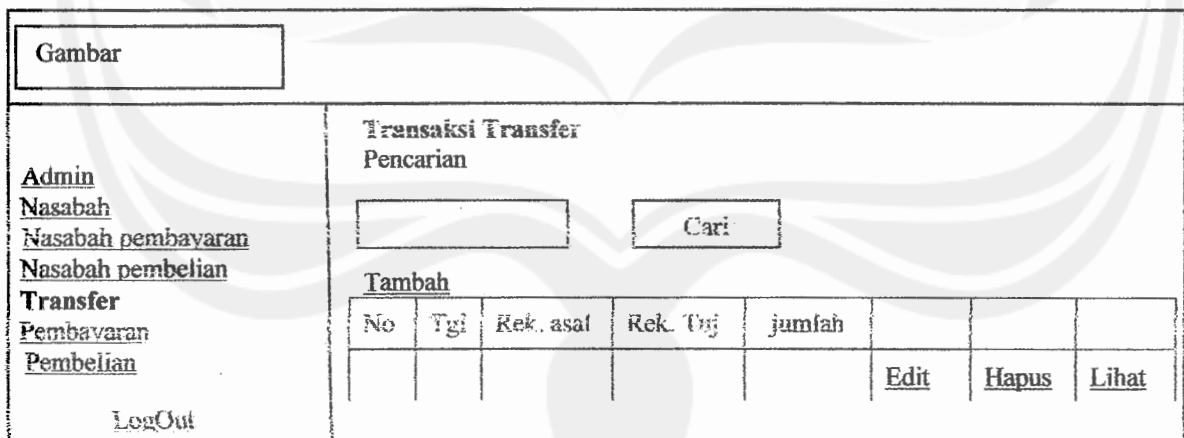 Gambar
Admin
Nasabah
Nasabah pembayaran
Nasabah pembelian
Transfer
Pembayaran
Pembelian
LogOut
Transaksi Transfer
Pencarian
Cari
Tambah
No Tgl Rek. asal Rek. Tuj jumlah
Edit Hapus Lihat